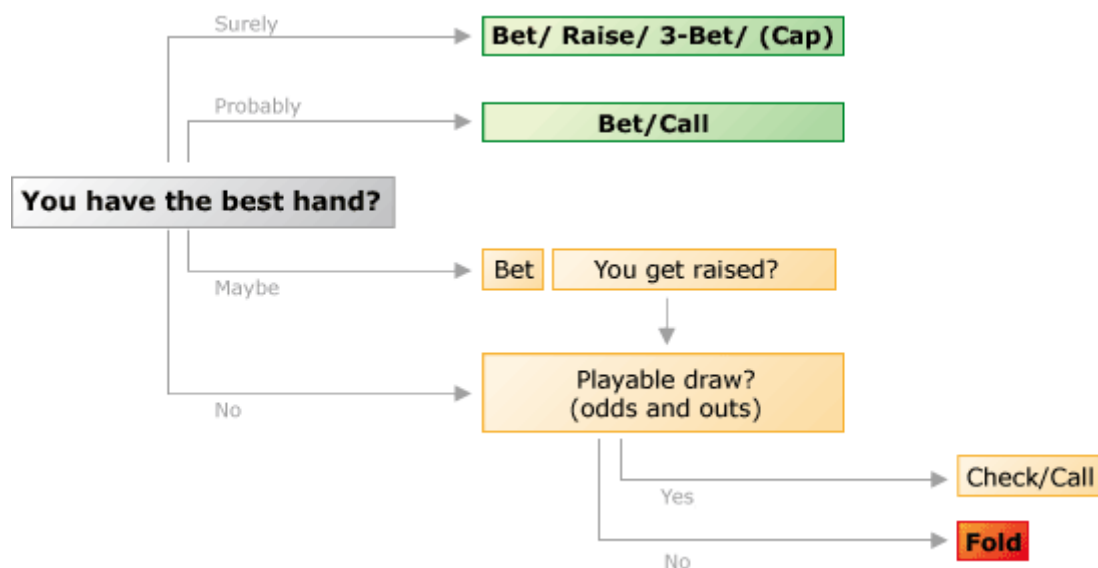 Surely
Bet/ Raise/ 3-Bet/ (Cap)
Probably
Bet/Call
You have the best hand?
Maybe
Bet
You get raised?
No
Playable draw?
(odds and outs)
Yes
Check/Call
No
Fold